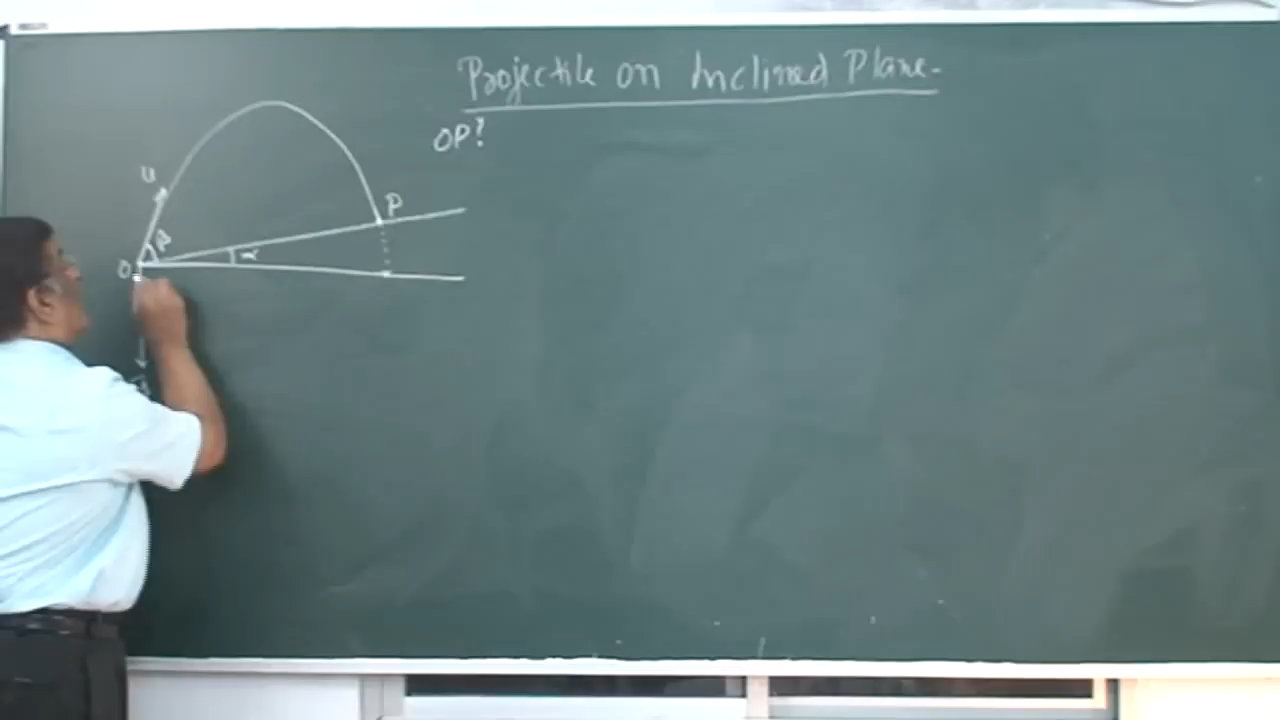 Projectile on Inclined Plane-
OP?
u
P
β
α
O